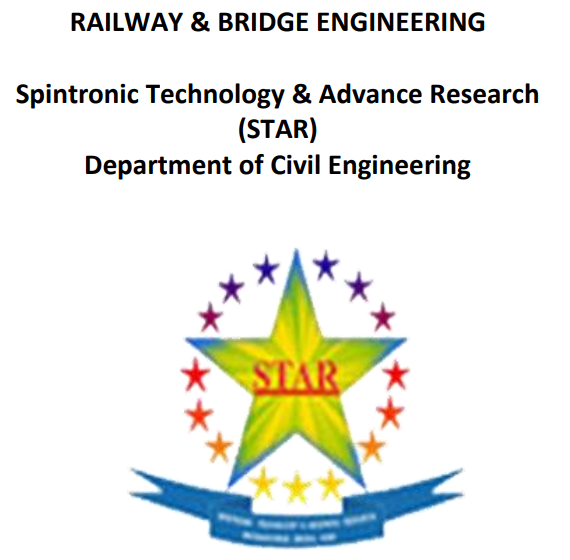 RAILWAY & BRIDGE ENGINEERING
Spintronic Technology & Advance Research
(STAR)
Department of Civil Engineering
STAR